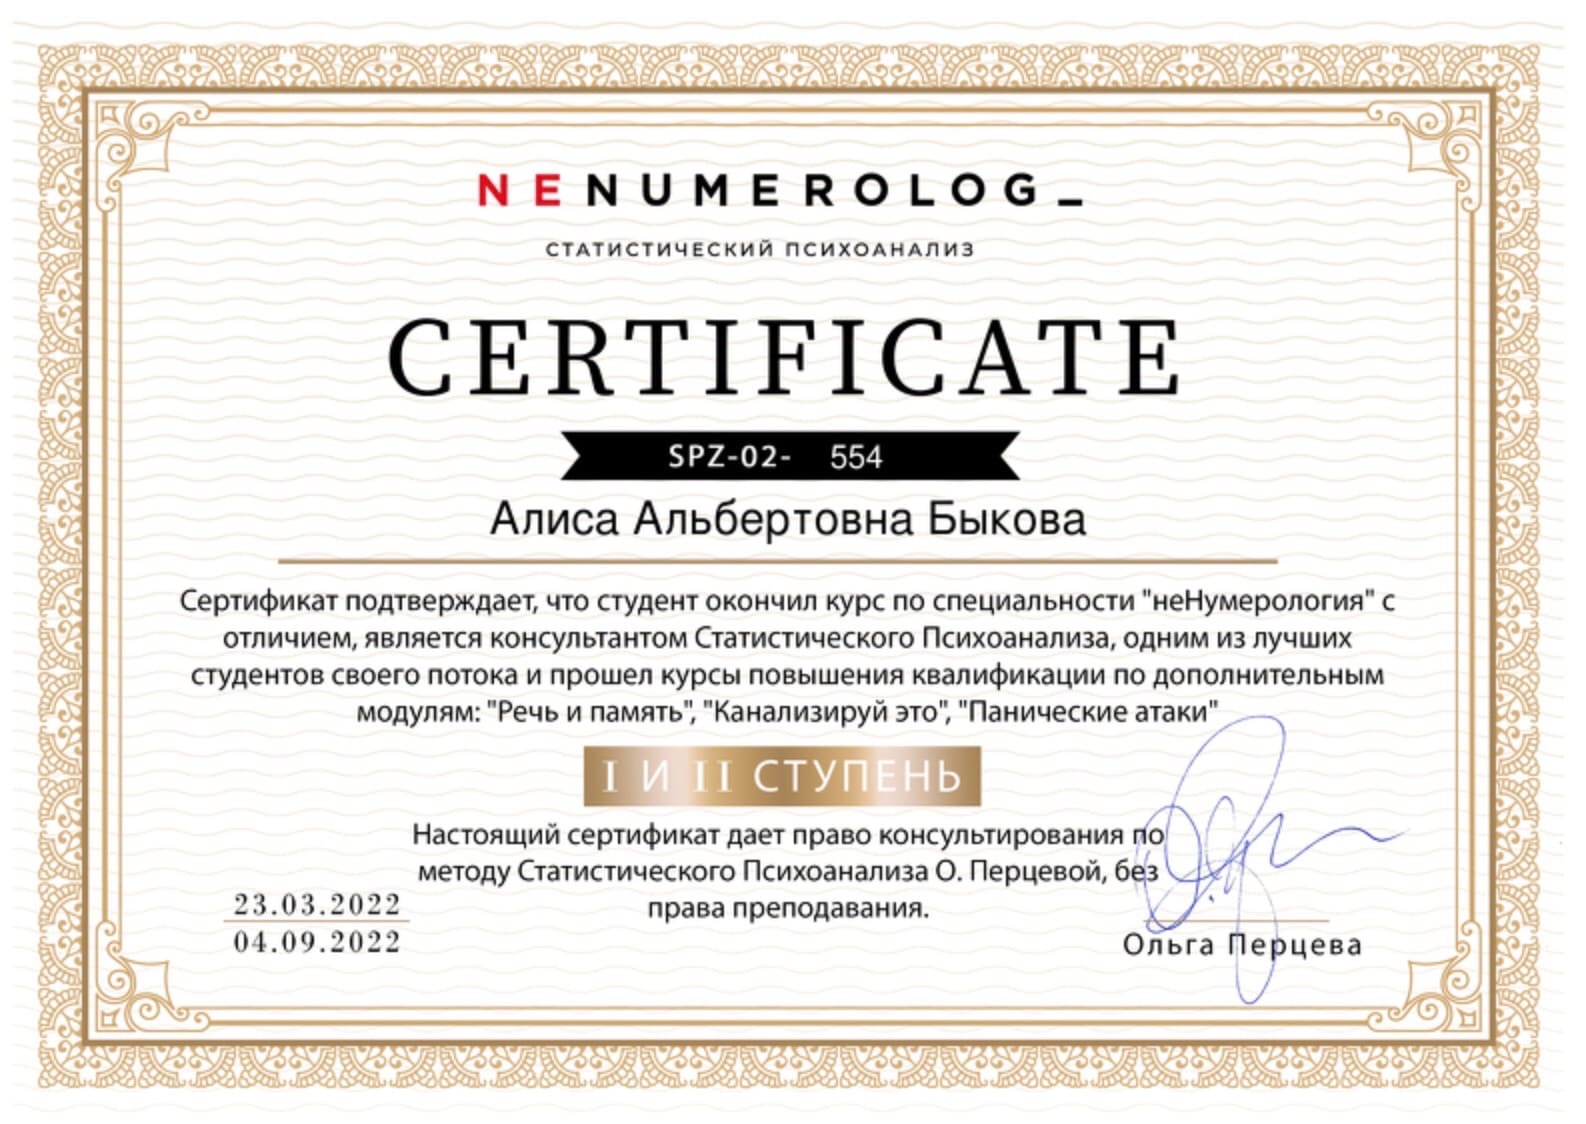 NENUMEROLOG_
СТАТИСТИЧЕСКИЙ ПСИХОАНАЛИЗ
CERTIFICATE
SPZ-02- 554
Алиса Альбертовна Быкова
Сертификат подтверждает, что студент окончил курс по специальности "неНумерология" с
отличием, является консультантом Статистического Психоанализа, одним из лучших
студентов своего потока и прошел курсы повышения квалификации по дополнительным
модулям: "Речь и память", "Канализируй это", "Панические атаки"
I И II СТУПЕНЬ
Настоящий сертификат дает право консультирования по
методу Статистического Психоанализа О. Перцевой, без
права преподавания.
23.03.2022
04.09.2022
Ольга Перцева